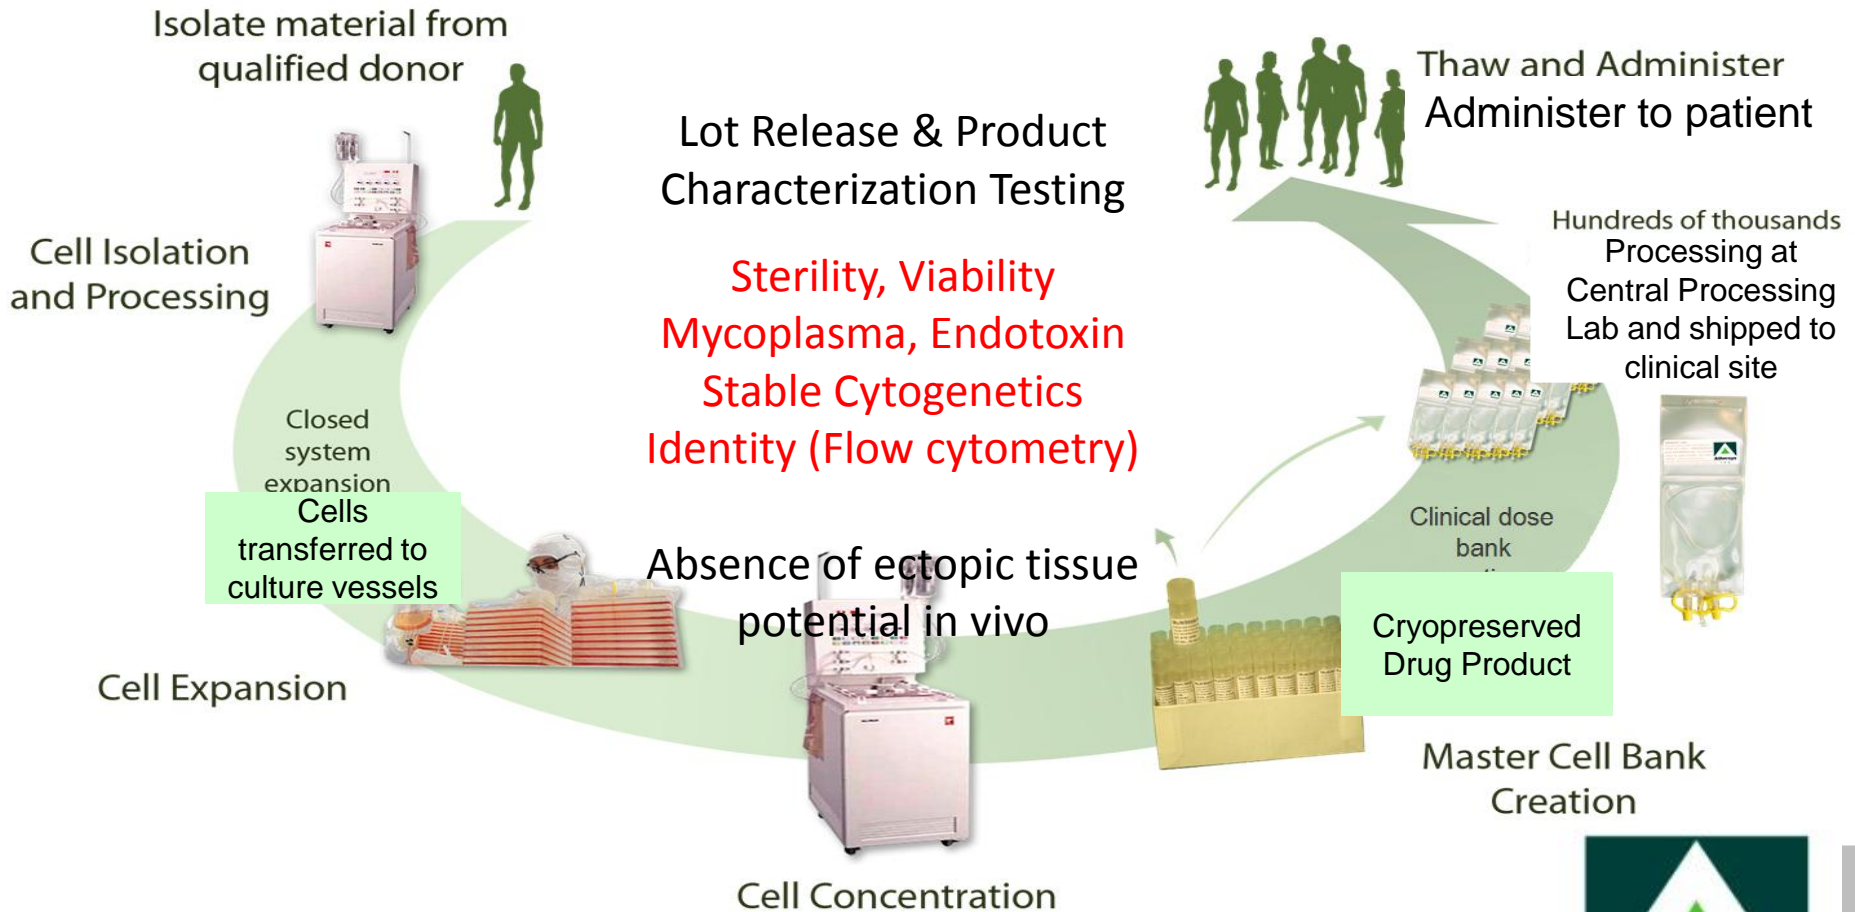 Isolate material from
qualified donor
Cell Isolation
and Processing
Closed
system
expansion
Cells
transferred to
culture vessels
Cell Expansion
Lot Release & Product
Characterization Testing
Sterility, Viability
Mycoplasma, Endotoxin
Stable Cytogenetics
Identity (Flow cytometry)
Absence of ectopic tissue
potential in vivo
Cell Concentration
Thaw and Administer
Administer to patient
Hundreds of thousands
Processing at
Central Processing
Lab and shipped to
clinical site
Clinical dose
bank
Cryopreserved
Drug Product
Master Cell Bank
Creation